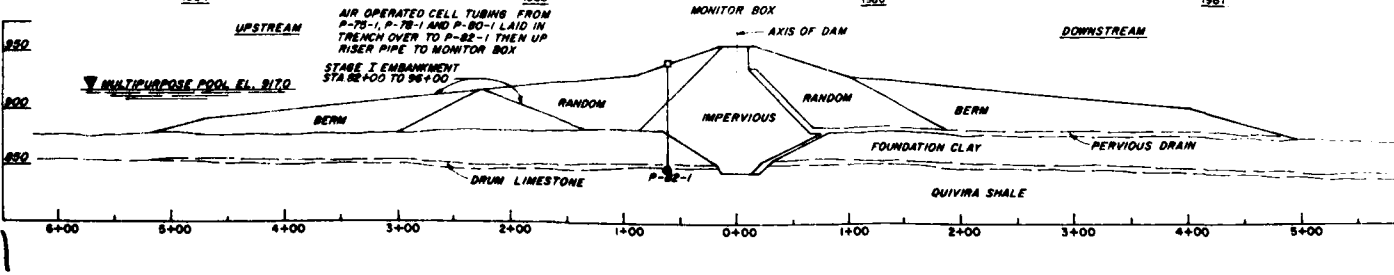 MONITOR BOX
AIR OPERATED CELL TUBING FROM
P-75-1, P-78-1 AND P-80-1 LAID IN
TRENCH OVER TO P-82-1 THEN UP
RISER PIPE TO MONITOR BOX
UPSTREAM
AXIS OF DAM
DOWNSTREAM
950
STAGE I EMBANKMENT
STA. 82+00 TO 96+00
MULTIPURPOSE POOL EL. 917.0
900
BERM
RANDOM
IMPERVIOUS
RANDOM
BERM
FOUNDATION CLAY
PERVIOUS DRAIN
850
DRUM LIMESTONE
P-82-1
QUIVIRA SHALE
6+00 5+00 4+00 3+00 2+00 1+00 0+00 1+00 2+00 3+00 4+00 5+00